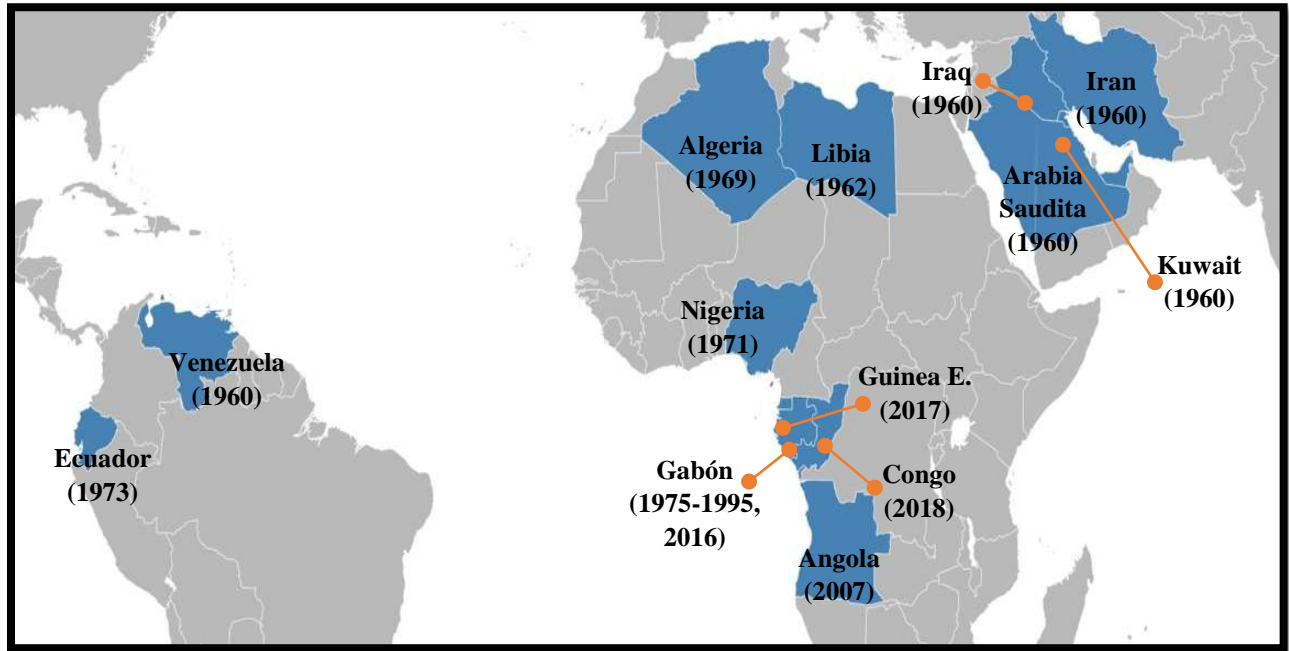 Iraq
(1960)
Iran
(1960)
Algeria
(1969)
Libia
(1962)
Arabia
Saudita
(1960)
Kuwait
(1960)
Nigeria
(1971)
Venezuela
(1960)
Guinea E.
(2017)
Ecuador
(1973)
Gabón
(1975-1995,
2016)
Congo
(2018)
Angola
(2007)